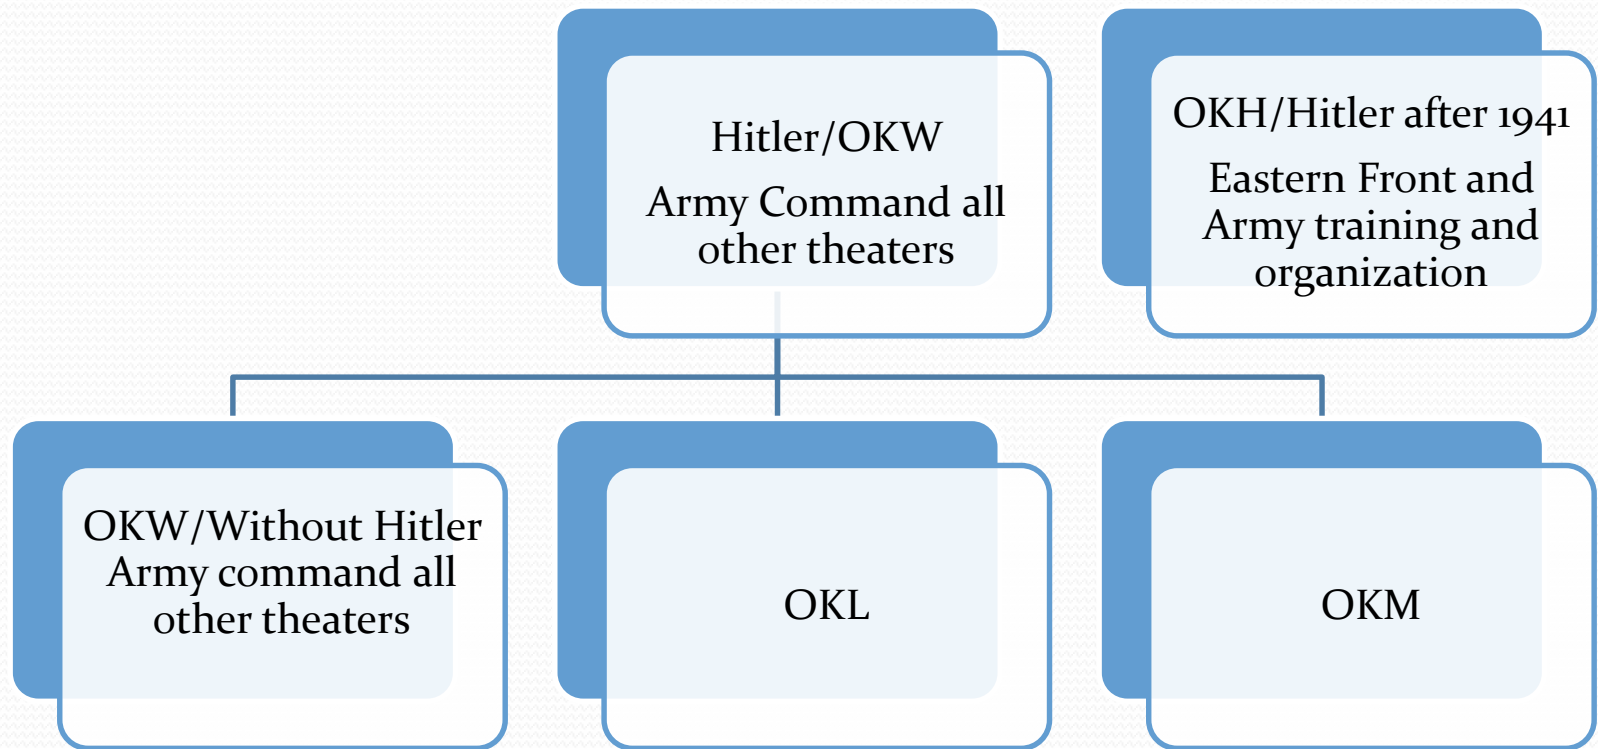 Hitler/OKW
Army Command all
other theaters
OKH/Hitler after 1941
Eastern Front and
Army training and
organization
OKW/Without Hitler
Army command all
other theaters
OKL
OKM